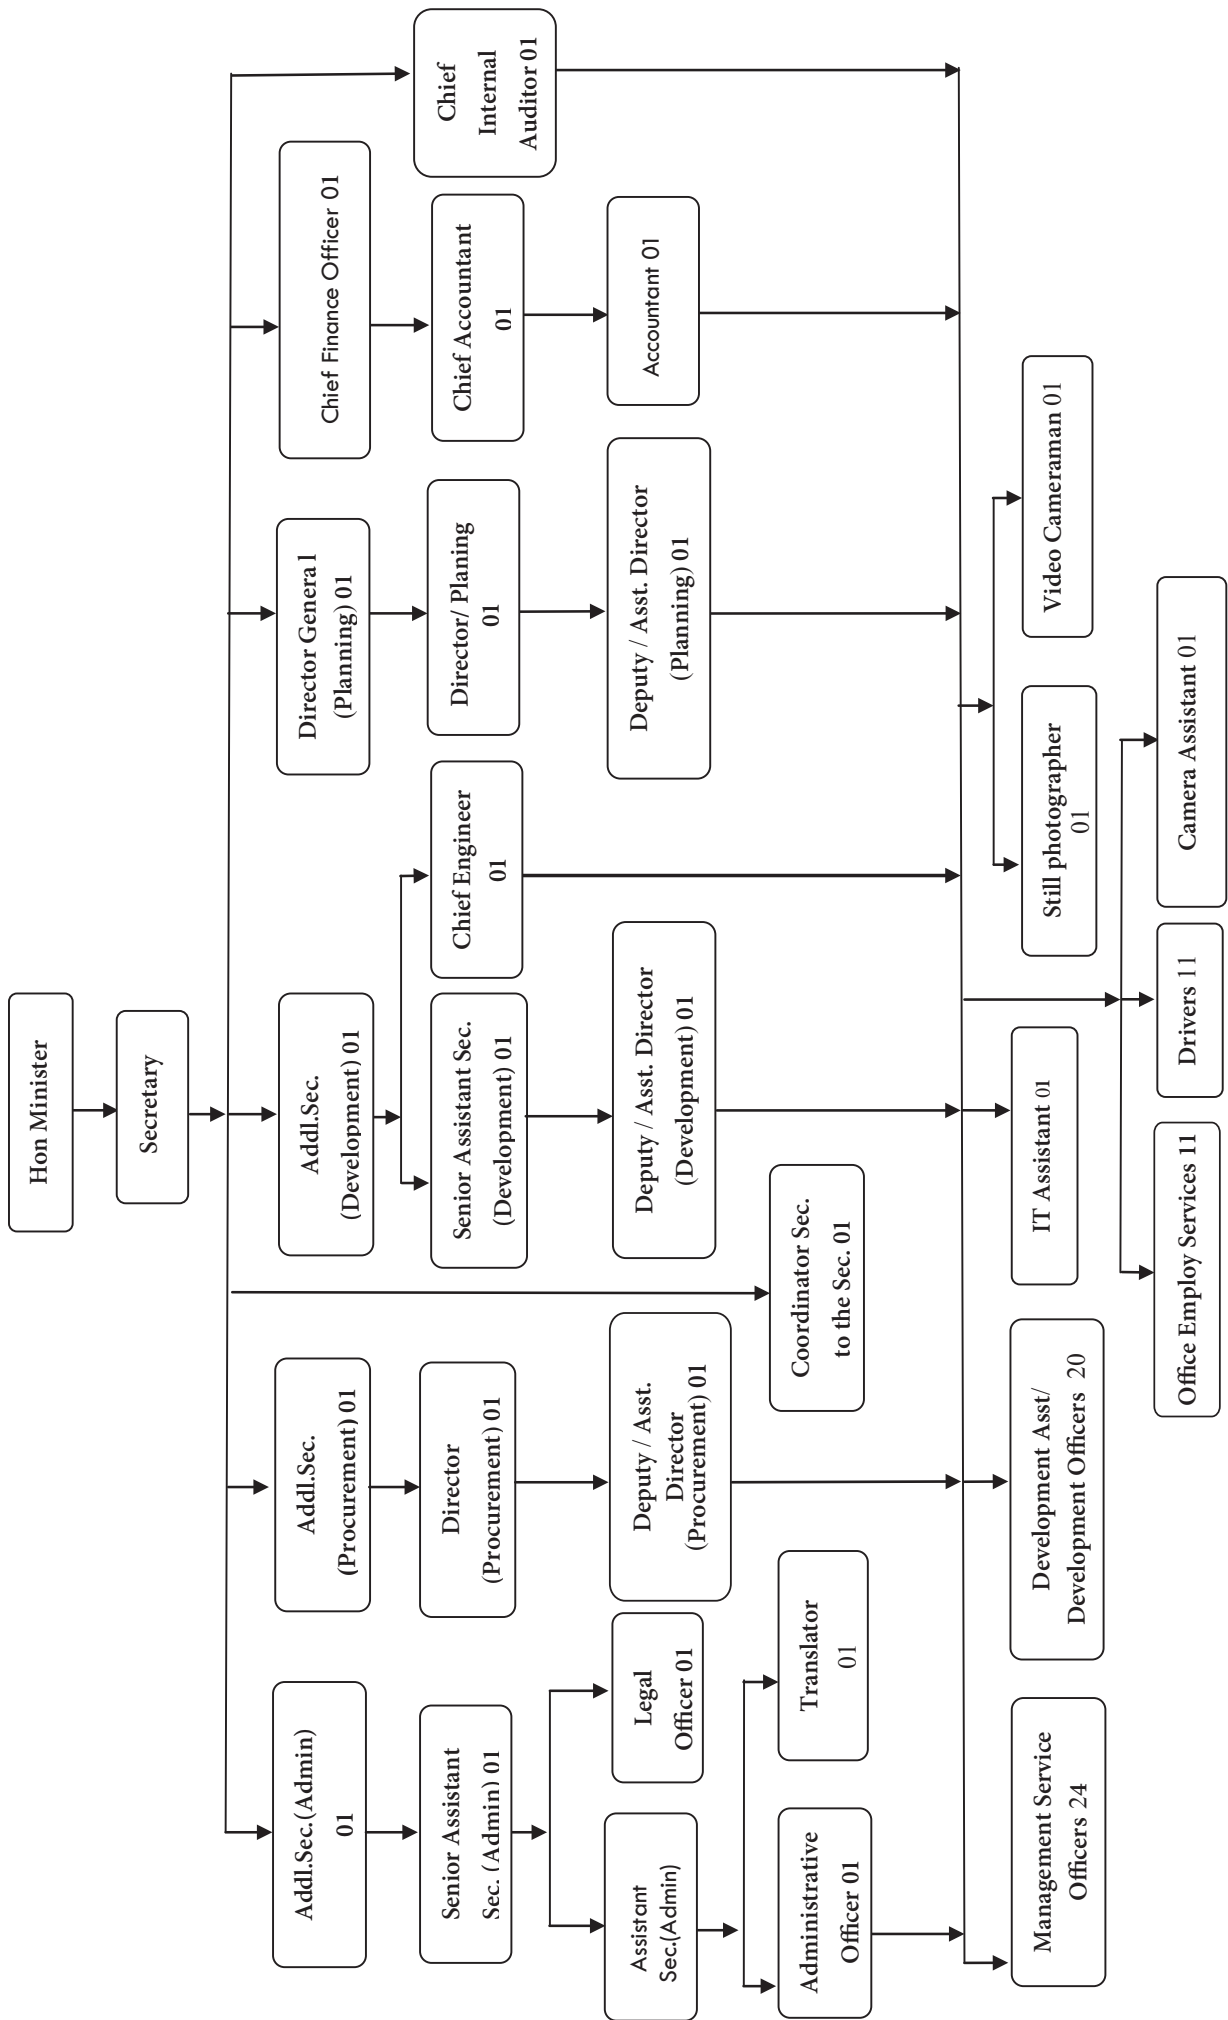 Hon Minister
Secretary
Addl.Sec.(Admin)
01
Addl.Sec.
(Procurement) 01
Addl.Sec.
(Development) 01
Director Genera l
(Planning) 01
Chief Finance Officer 01
Chief
Internal
Auditor 01
Senior Assistant
Sec. (Admin) 01
Director
(Procurement) 01
Senior Assistant Sec.
(Development) 01
Chief Engineer
01
Director/ Planing
01
Chief Accountant
01
Assistant
Sec.(Admin)
Legal
Officer 01
Deputy / Asst.
Director
(Procurement) 01
Deputy / Asst. Director
(Development) 01
Deputy / Asst. Director
(Planning) 01
Accountant 01
Administrative
Officer 01
Translator
01
Coordinator Sec.
to the Sec. 01
Management Service
Officers 24
Development Asst/
Development Officers 20
IT Assistant 01
Still photographer
01
Video Cameraman 01
Office Employ Services 11
Drivers 11
Camera Assistant 01